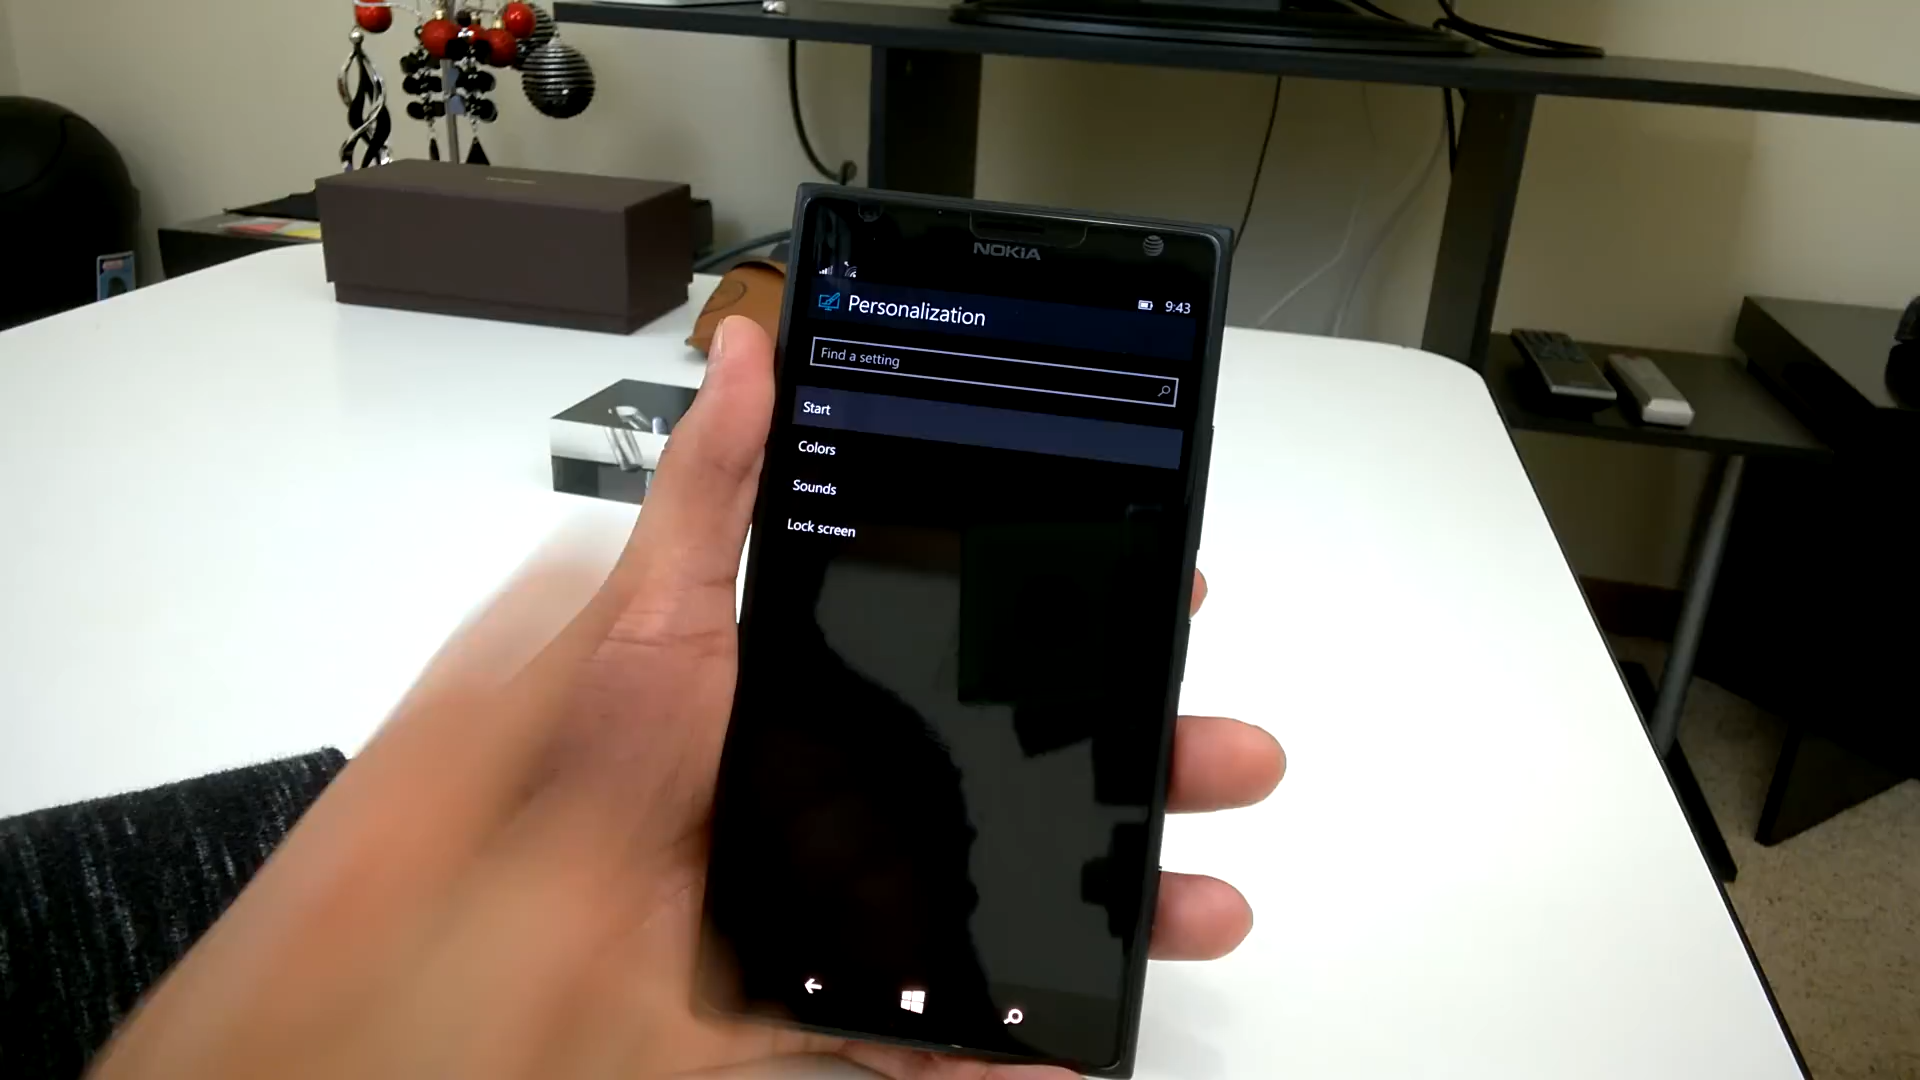 NOKIA
9:43
Personalization
Find a setting
Start
Colors
Sounds
Lock screen